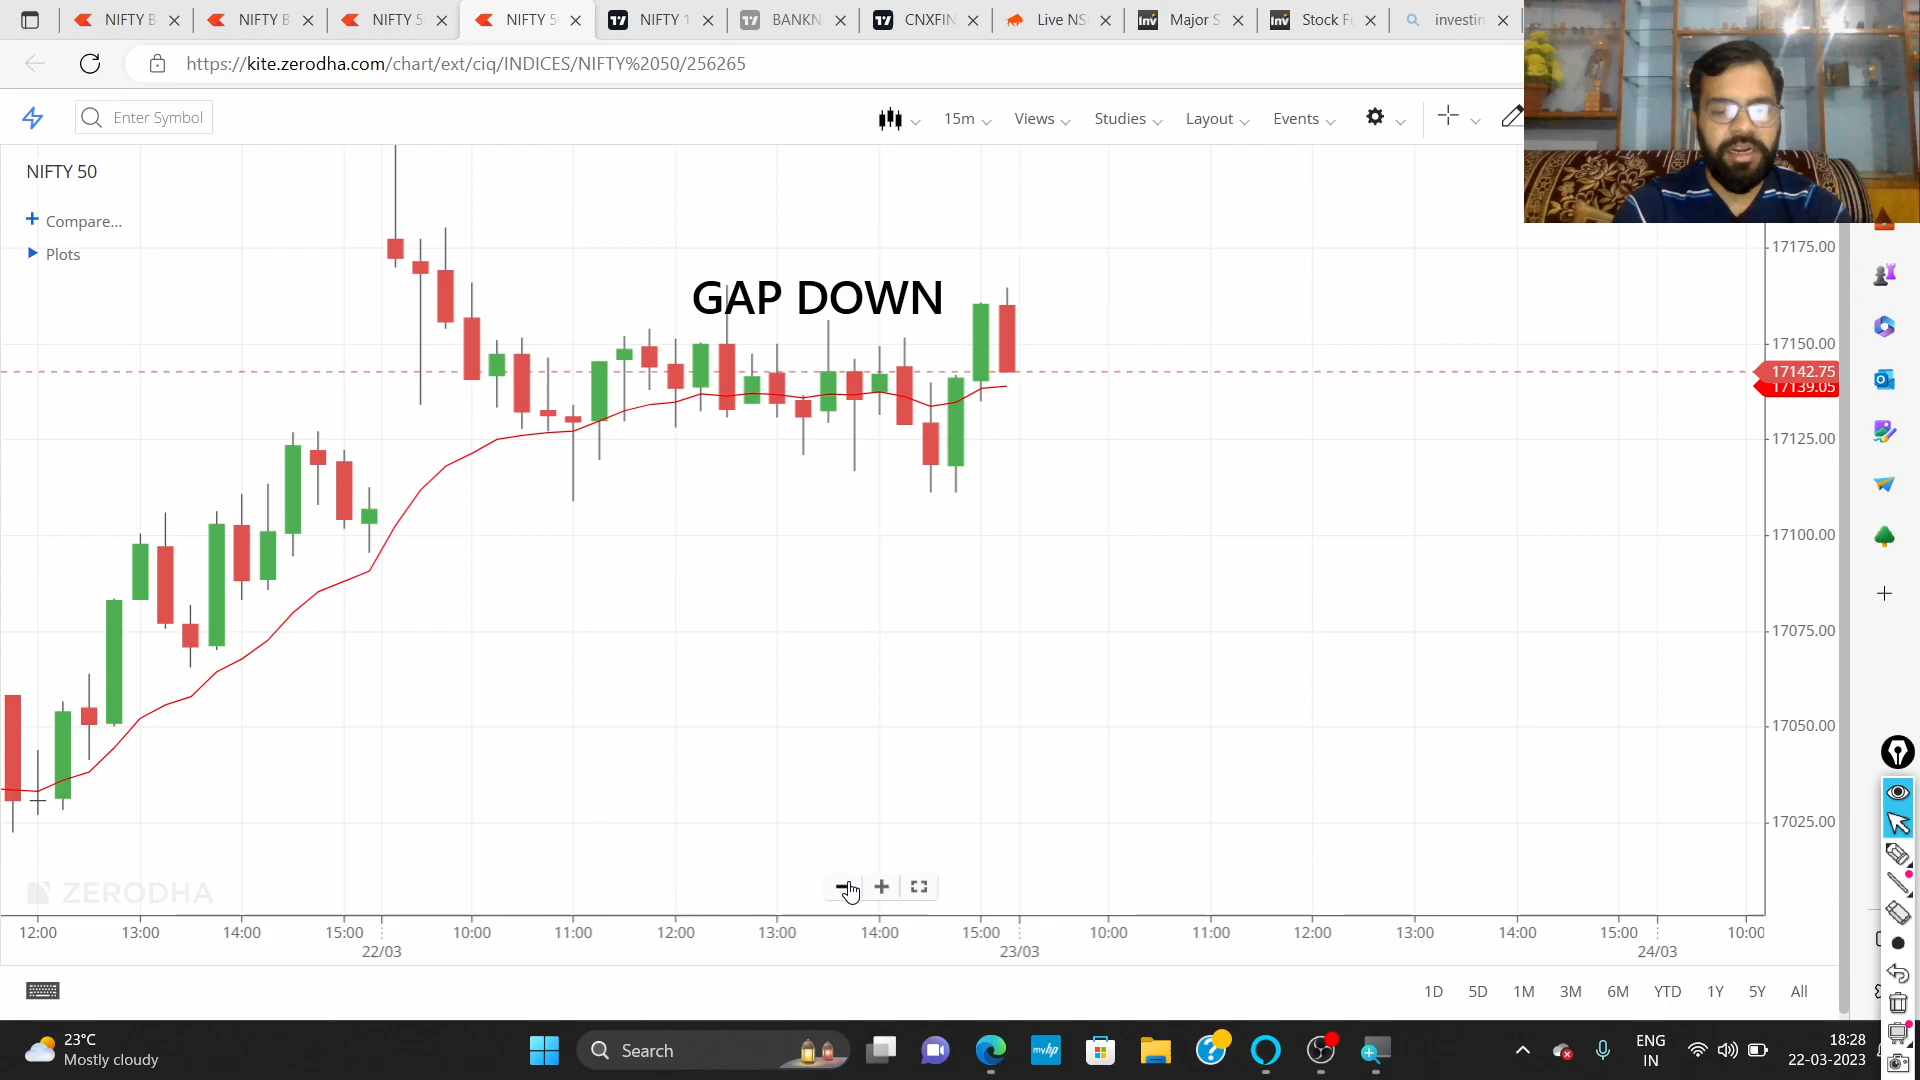 NIFTY B
NIFTY B
NIFTY 5
NIFTY 5
NIFTY 1
BANKN
CNXFIN
Live NS
Major S
Stock Fu
investin
https://kite.zerodha.com/chart/ext/ciq/INDICES/NIFTY%2050/256265
Enter Symbol
15m
Views
Studies
Layout
Events
NIFTY 50
Compare...
Plots
GAP DOWN
17175.00
17150.00
17142.75
17139.05
17125.00
17100.00
17075.00
17050.00
17025.00
ZERODHA
12:00 13:00 14:00 15:00 10:00 11:00 12:00 13:00 14:00 15:00 10:00 11:00 12:00 13:00 14:00 15:00 10:00
22/03 23/03 24/03
1D 5D 1M 3M 6M YTD 1Y 5Y All
23°C
Mostly cloudy
Search
myhp
ENG
IN
18:28
22-03-2023